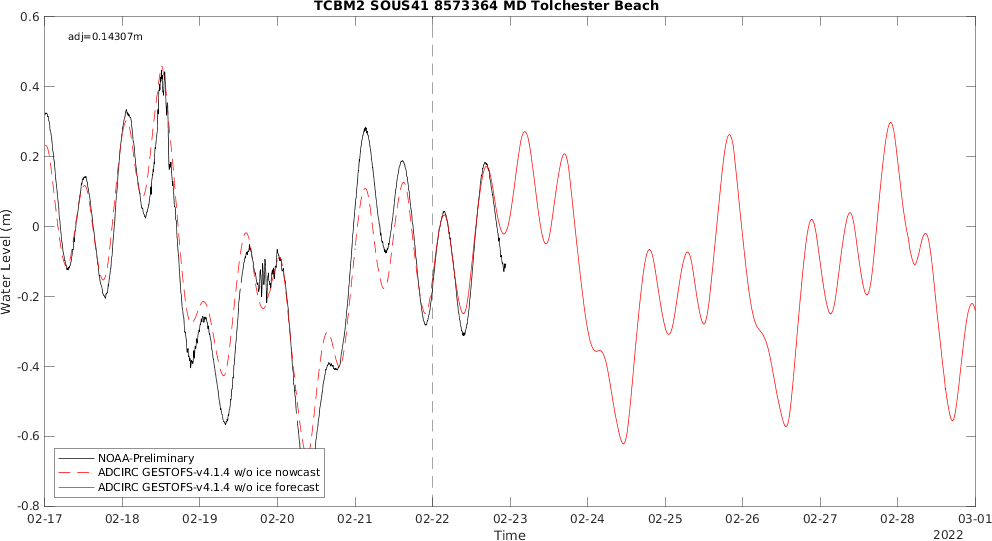 TCBM2 SOUS41 8573364 MD Tolchester Beach
adj=0.14307m
0.6
0.4
0.2
0
-0.2
-0.4
-0.6
-0.8
Water Level (m)
NOAA-Preliminary
ADCIRC GESTOFS-v4.1.4 w/o ice nowcast
ADCIRC GESTOFS-v4.1.4 w/o ice forecast
02-17 02-18 02-19 02-20 02-21 02-22 02-23 02-24 02-25 02-26 02-27 02-28 03-01
Time
2022